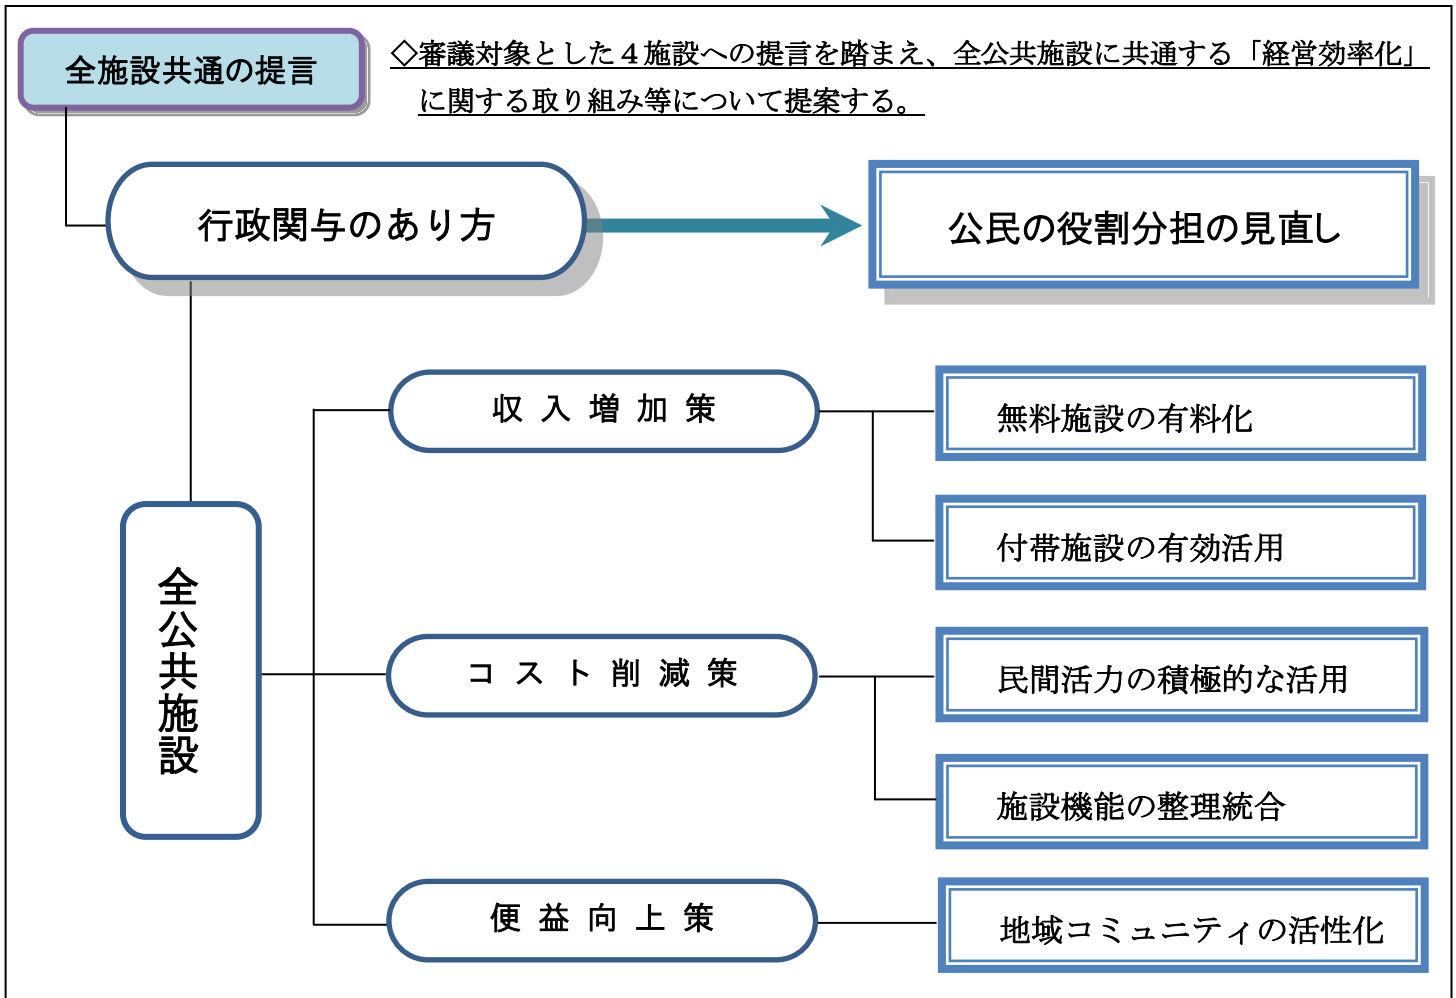 全施設共通の提言
◇審議対象とした４施設への提言を踏まえ、全公共施設に共通する「経営効率化」
に関する取り組み等について提案する。
行政関与のあり方
公民の役割分担の見直し
全公共施設
収入増加策
無料施設の有料化
付帯施設の有効活用
コスト削減策
民間活力の積極的な活用
施設機能の整理統合
便益向上策
地域コミュニティの活性化